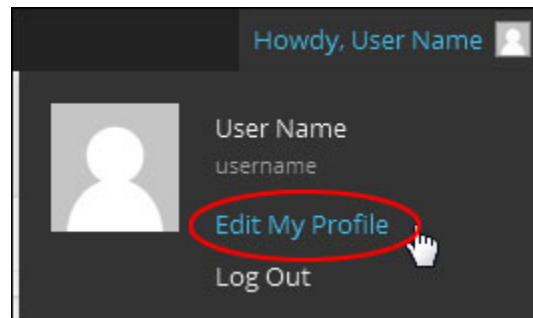 Howdy, User Name
User Name
username
Edit My Profile
Log Out